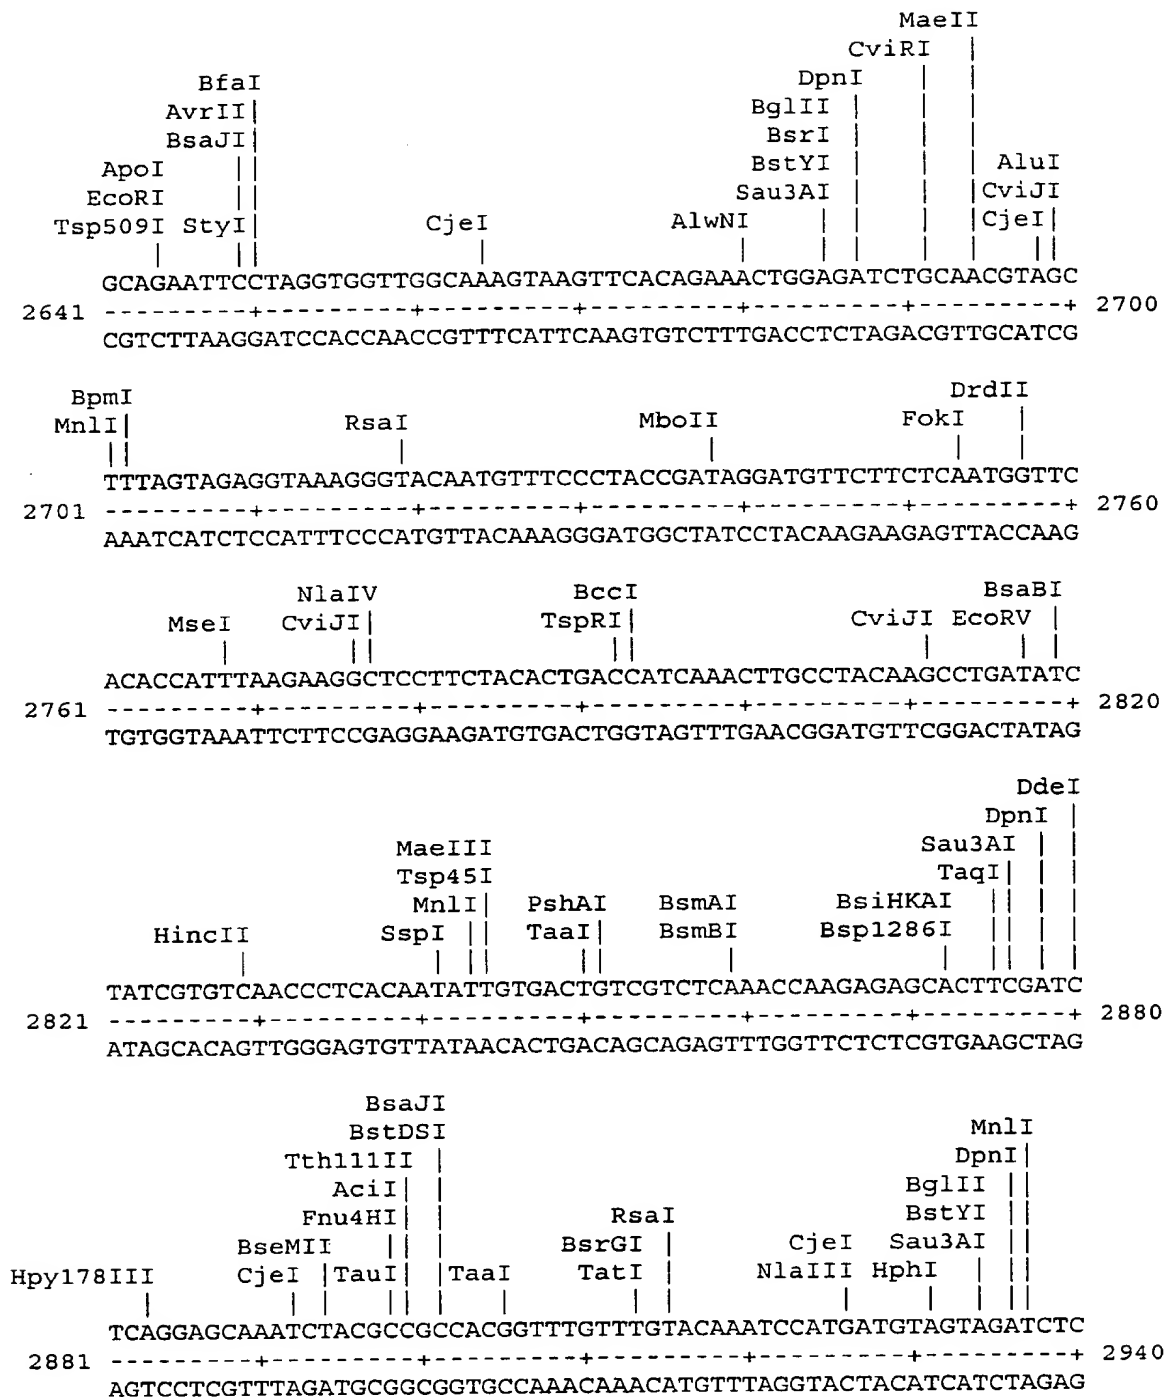 MaeII
CviRI
DpnI
BfaI
BglII
AvrII
BsrI
BsaJI
BstYI
ApoI
AluI
EcoRI
Sau3AI
CviJI
Tsp509I StyI
CjeI
AlwNI
CjeI
GCAGAATTCCTAGGTGGTTGGCAAAGTAAGTTCACAGAAACTGGAGATCTGCAACGTAGC
2641 ---------+---------+---------+---------+---------+---------+ 2700
CGTCTTAAGGATCCACCAACCGTTTCATTCAAGTGTCTTTGACCTCTAGACGTTGCATCG
BpmI
DrdII
MnlI
RsaI
MboII
FokI
TTTAGTAGAGGTAAAGGGTACAATGTTTCCCTACCGATAGGATGTTCTTCTCAATGGTTC
2701 ---------+---------+---------+---------+---------+---------+ 2760
AAATCATCTCCATTTCCCATGTTACAAAGGGATGGCTATCCTACAAGAAGAGTTACCAAG
NlaIV
BccI
BsaBI
MseI
CviJI
TspRI
CviJI EcoRV
ACACCATTTAAGAAGGCTCCTTCTACACTGACCATCAAACTTGCCTACAAGCCTGATATC
2761 ---------+---------+---------+---------+---------+---------+ 2820
TGTGGTAAATTCTTCCGAGGAAGATGTGACTGGTAGTTTGAACGGATGTTCGGACTATAG
DdeI
DpnI
MaeIII
Sau3AI
Tsp45I
TaqI
MnlI
PshAI
BsmAI
BsiHKAI
HincII
SspI
TaaI
BsmBI
Bsp1286I
TATCGTGTCAACCCTCACAATATTGTGACTGTCGTCTCAAACCAAGAGAGCACTTCGATC
2821 ---------+---------+---------+---------+---------+---------+ 2880
ATAGCACAGTTGGGAGTGTTATAACACTGACAGCAGAGTTTGGTTCTCTCGTGAAGCTAG
BsaJI
BstDSI
MnlI
Tth111II
DpnI
AciI
BglII
Fnu4HI
RsaI
BstYI
BseMII
BsrGI
CjeI
Sau3AI
Hpy178III
CjeI
TauI
TaaI
TatI
NlaIII
HphI
TCAGGAGCAAATCTACGCCGCCACGGTTTGTTTGTACAAATCCATGATGTAGTAGATCTC
2881 ---------+---------+---------+---------+---------+---------+ 2940
AGTCCTCGTTTAGATGCGGCGGTGCCAAACAAACATGTTTAGGTACTACATCATCTAGAG